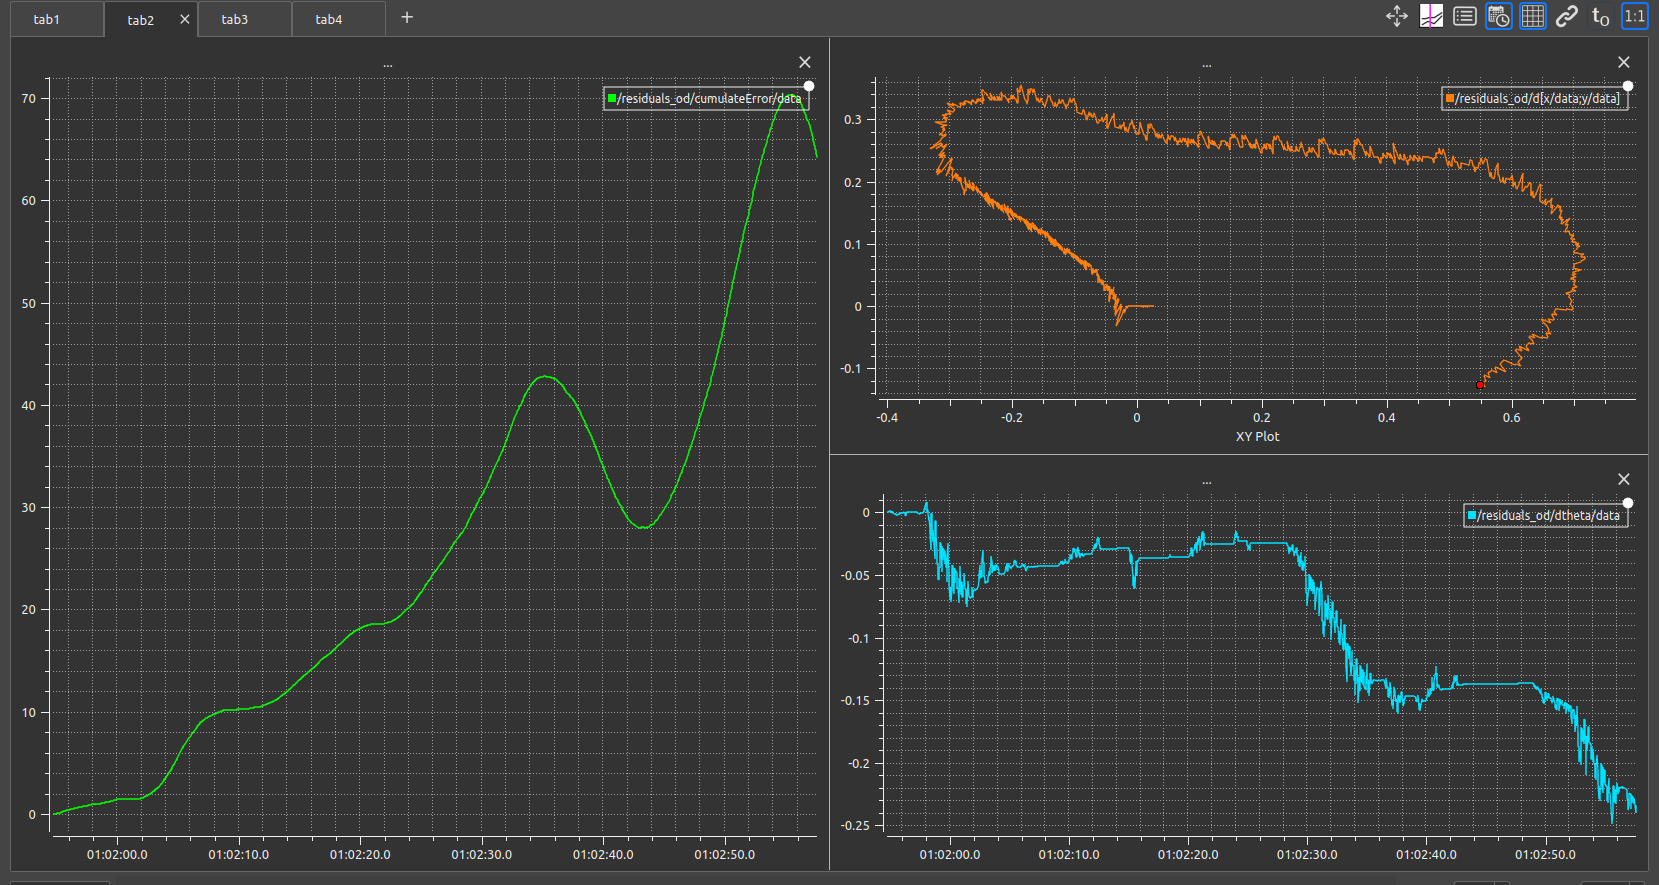 tab1 tab2 tab3 tab4 +
to 1:1
...
/residuals_od/cumulateError/data
70
60
50
40
30
20
10
0
01:02:00.0 01:02:10.0 01:02:20.0 01:02:30.0 01:02:40.0 01:02:50.0
...
/residuals_od/d[x/data;y/data]
0.3
0.2
0.1
0
-0.1
-0.4 -0.2 0 0.2 0.4 0.6
XY Plot
...
/residuals_od/dtheta/data
0
-0.05
-0.1
-0.15
-0.2
-0.25
01:02:00.0 01:02:10.0 01:02:20.0 01:02:30.0 01:02:40.0 01:02:50.0